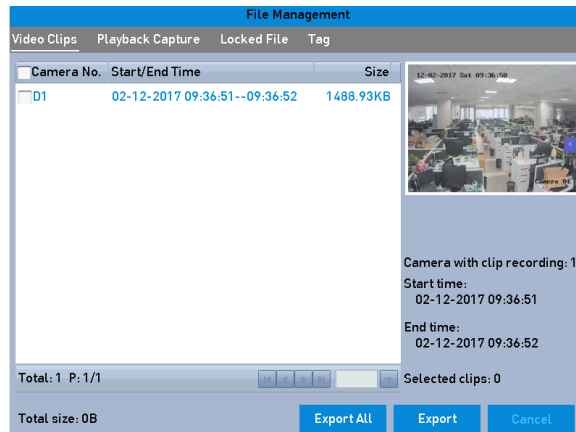 File Management
Video Clips Playback Capture Locked File Tag
Camera No. Start/End Time Size
D1 02-12-2017 09:36:51--09:36:52 1488.93KB
12-02-2017 Sat 09:36:50
Camera 01
Camera with clip recording: 1
Start time:
02-12-2017 09:36:51
End time:
02-12-2017 09:36:52
Total: 1 P: 1/1
Selected clips: 0
Total size: 0B
Export All Export Cancel